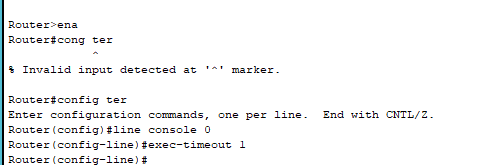 Router>ena
Router#cong ter
^
% Invalid input detected at '^' marker.
Router#config ter
Enter configuration commands, one per line. End with CNTL/Z.
Router(config)#line console 0
Router(config-line)#exec-timeout 1
Router(config-line)#